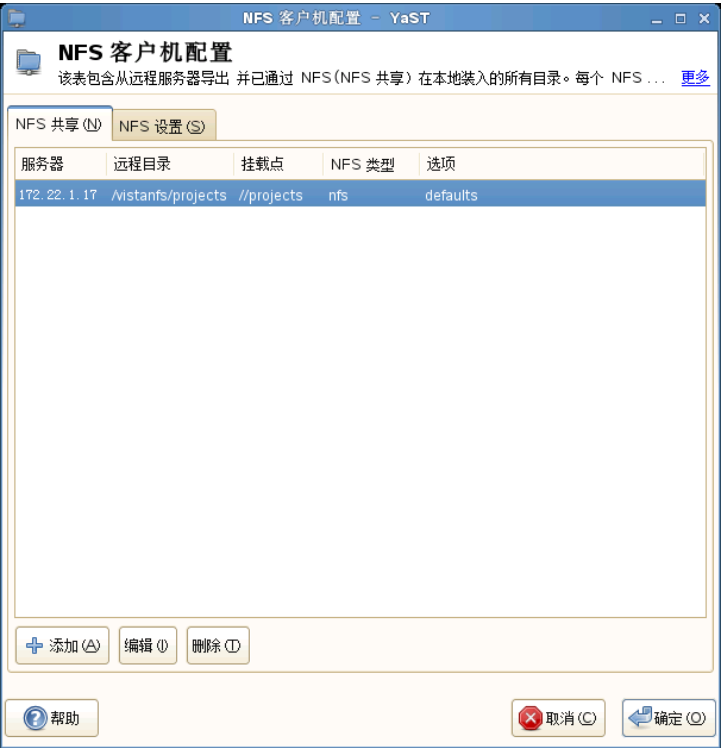 NFS 客户机配置 - YaST
NFS 客户机配置
该表包含从远程服务器导出 并已通过 NFS(NFS 共享) 在本地装入的所有目录。每个 NFS ... 更多
NFS 共享(N) NFS 设置(S)
服务器 远程目录 挂载点 NFS 类型 选项
172.22.1.17 /vistanfs/projects //projects nfs defaults
添加(A) 编辑(I) 删除(T)
帮助 取消(C) 确定(O)